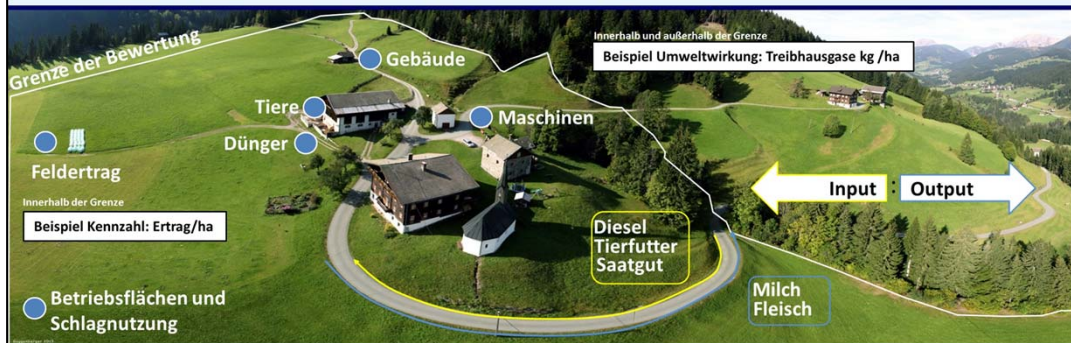 Grenze der Bewertung
Gebäude
Innerhalb und außerhalb der Grenze
Beispiel Umweltwirkung: Treibhausgase kg /ha
Tiere
Maschinen
Dünger
Feldertrag
Input : Output
Innerhalb der Grenze
Beispiel Kennzahl: Ertrag/ha
Diesel
Tierfutter
Saatgut
Milch
Fleisch
Betriebsflächen und
Schlagnutzung